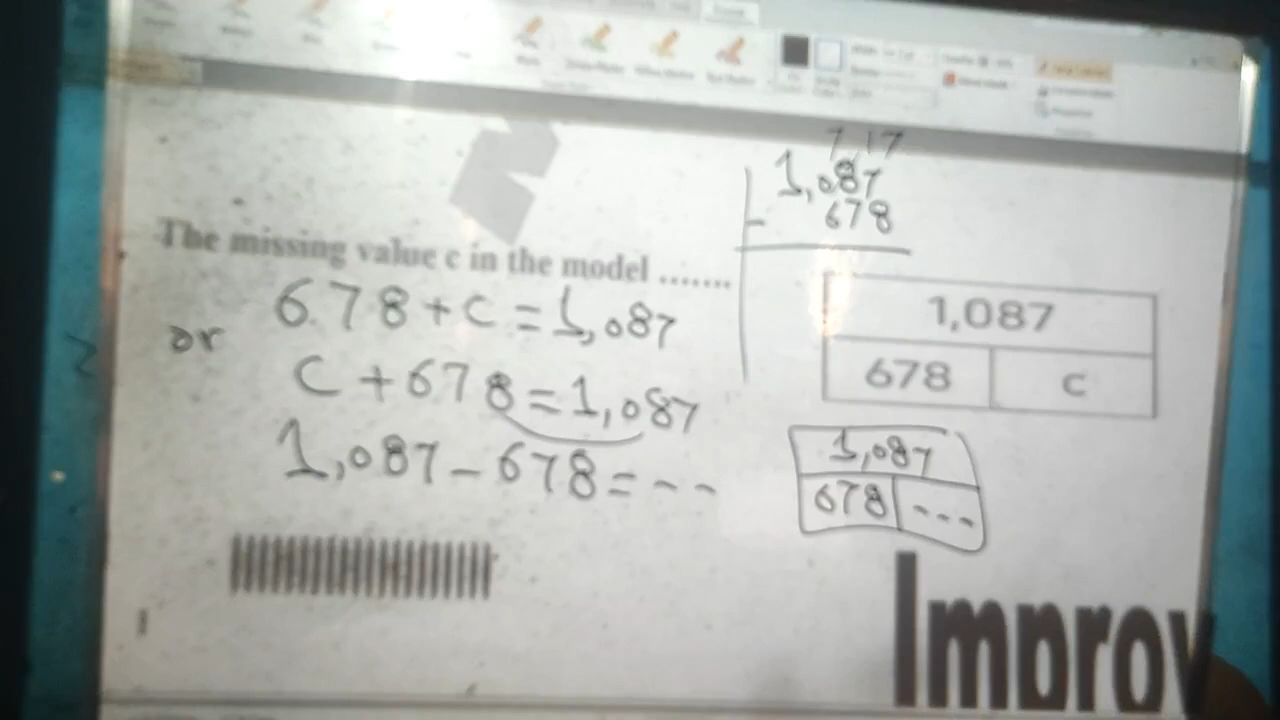 7 17
1,087
- 678
The missing value c in the model .......
678+c=1,087
or
c+678=1,087
1,087-678=---
1,087
678 c
1,087
678 ---
Improv